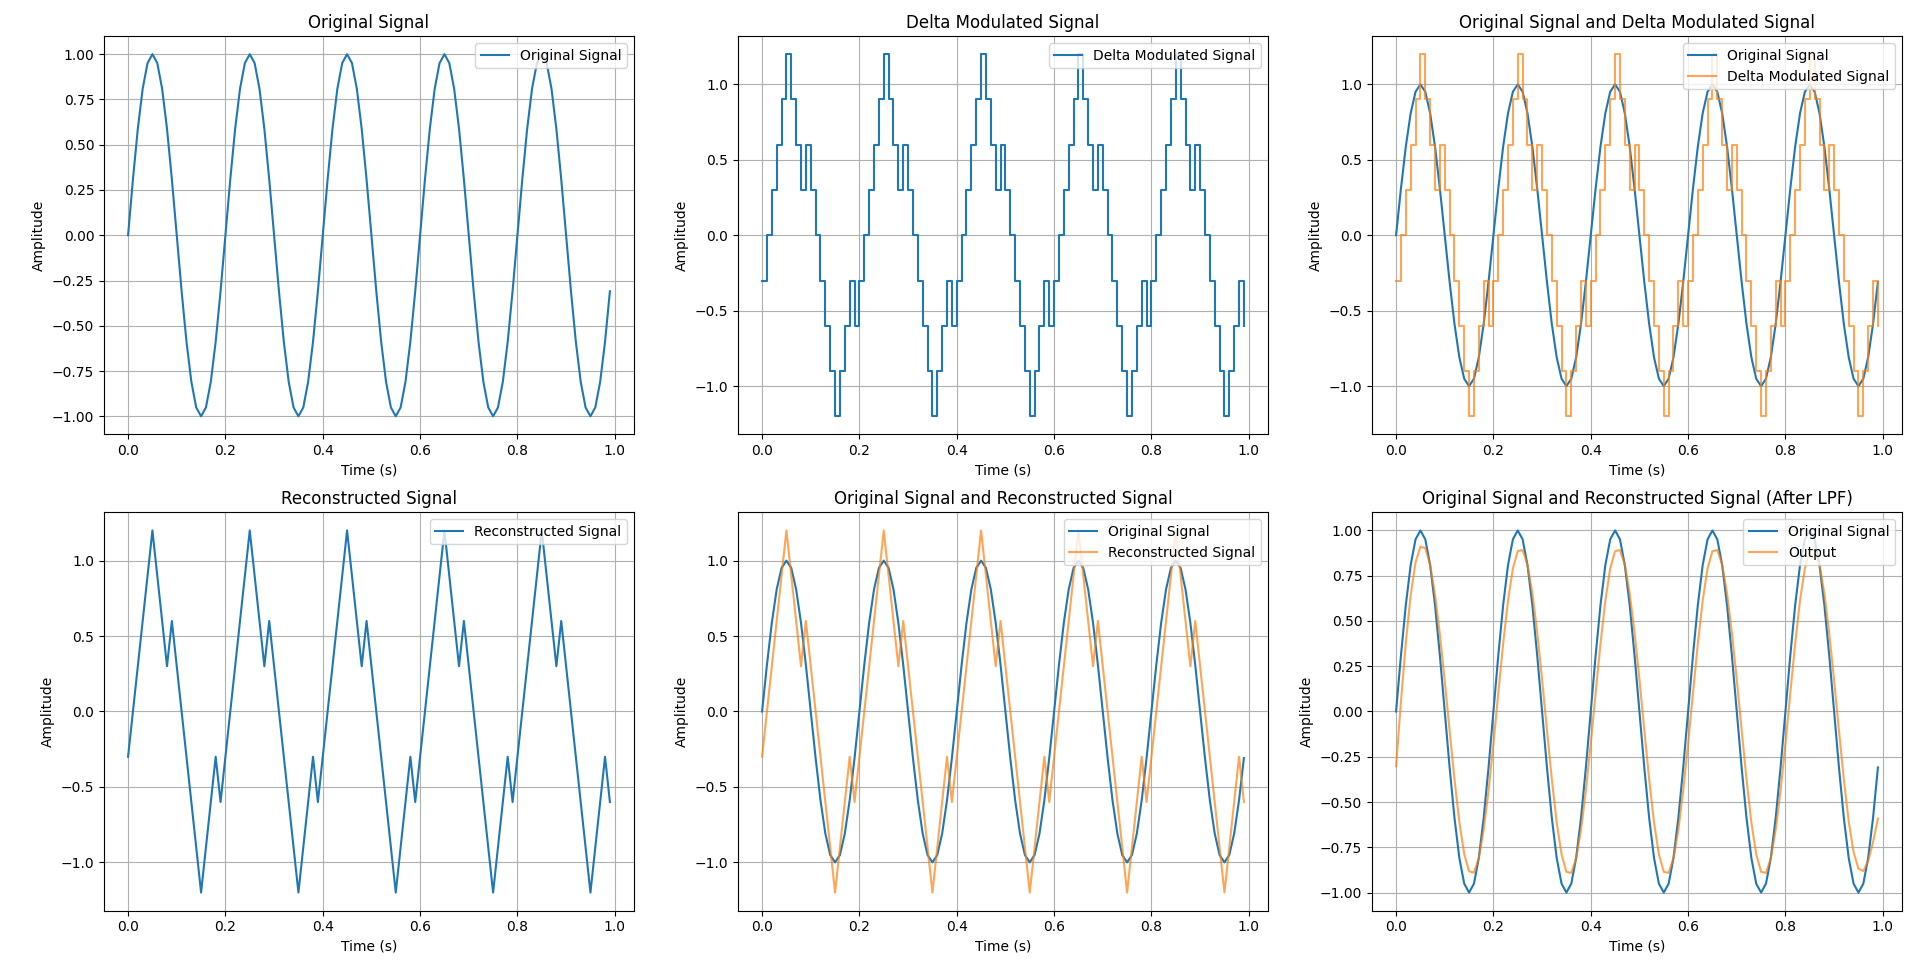 Original Signal
Original Signal
1.00
0.75
0.50
0.25
0.00
−0.25
−0.50
−0.75
−1.00
Amplitude
0.0 0.2 0.4 0.6 0.8 1.0
Time (s)
Delta Modulated Signal
Delta Modulated Signal
1.0
0.5
0.0
−0.5
−1.0
Amplitude
0.0 0.2 0.4 0.6 0.8 1.0
Time (s)
Original Signal and Delta Modulated Signal
Original Signal
Delta Modulated Signal
1.0
0.5
0.0
−0.5
−1.0
Amplitude
0.0 0.2 0.4 0.6 0.8 1.0
Time (s)
Reconstructed Signal
Reconstructed Signal
1.0
0.5
0.0
−0.5
−1.0
Amplitude
0.0 0.2 0.4 0.6 0.8 1.0
Time (s)
Original Signal and Reconstructed Signal
Original Signal
Reconstructed Signal
1.0
0.5
0.0
−0.5
−1.0
Amplitude
0.0 0.2 0.4 0.6 0.8 1.0
Time (s)
Original Signal and Reconstructed Signal (After LPF)
Original Signal
Output
1.00
0.75
0.50
0.25
0.00
−0.25
−0.50
−0.75
−1.00
Amplitude
0.0 0.2 0.4 0.6 0.8 1.0
Time (s)